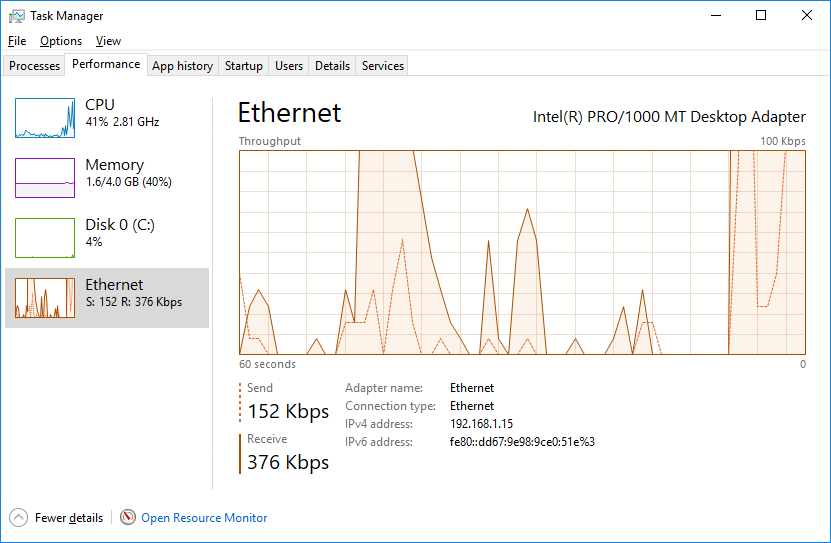 Task Manager
File Options View
Processes Performance App history Startup Users Details Services
CPU
41% 2.81 GHz
Memory
1.6/4.0 GB (40%)
Disk 0 (C:)
4%
Ethernet
S: 152 R: 376 Kbps
Ethernet Intel(R) PRO/1000 MT Desktop Adapter
Throughput 100 Kbps
60 seconds 0
Send
152 Kbps
Receive
376 Kbps
Adapter name: Ethernet
Connection type: Ethernet
IPv4 address: 192.168.1.15
IPv6 address: fe80::dd67:9e98:9ce0:51e%3
Fewer details Open Resource Monitor